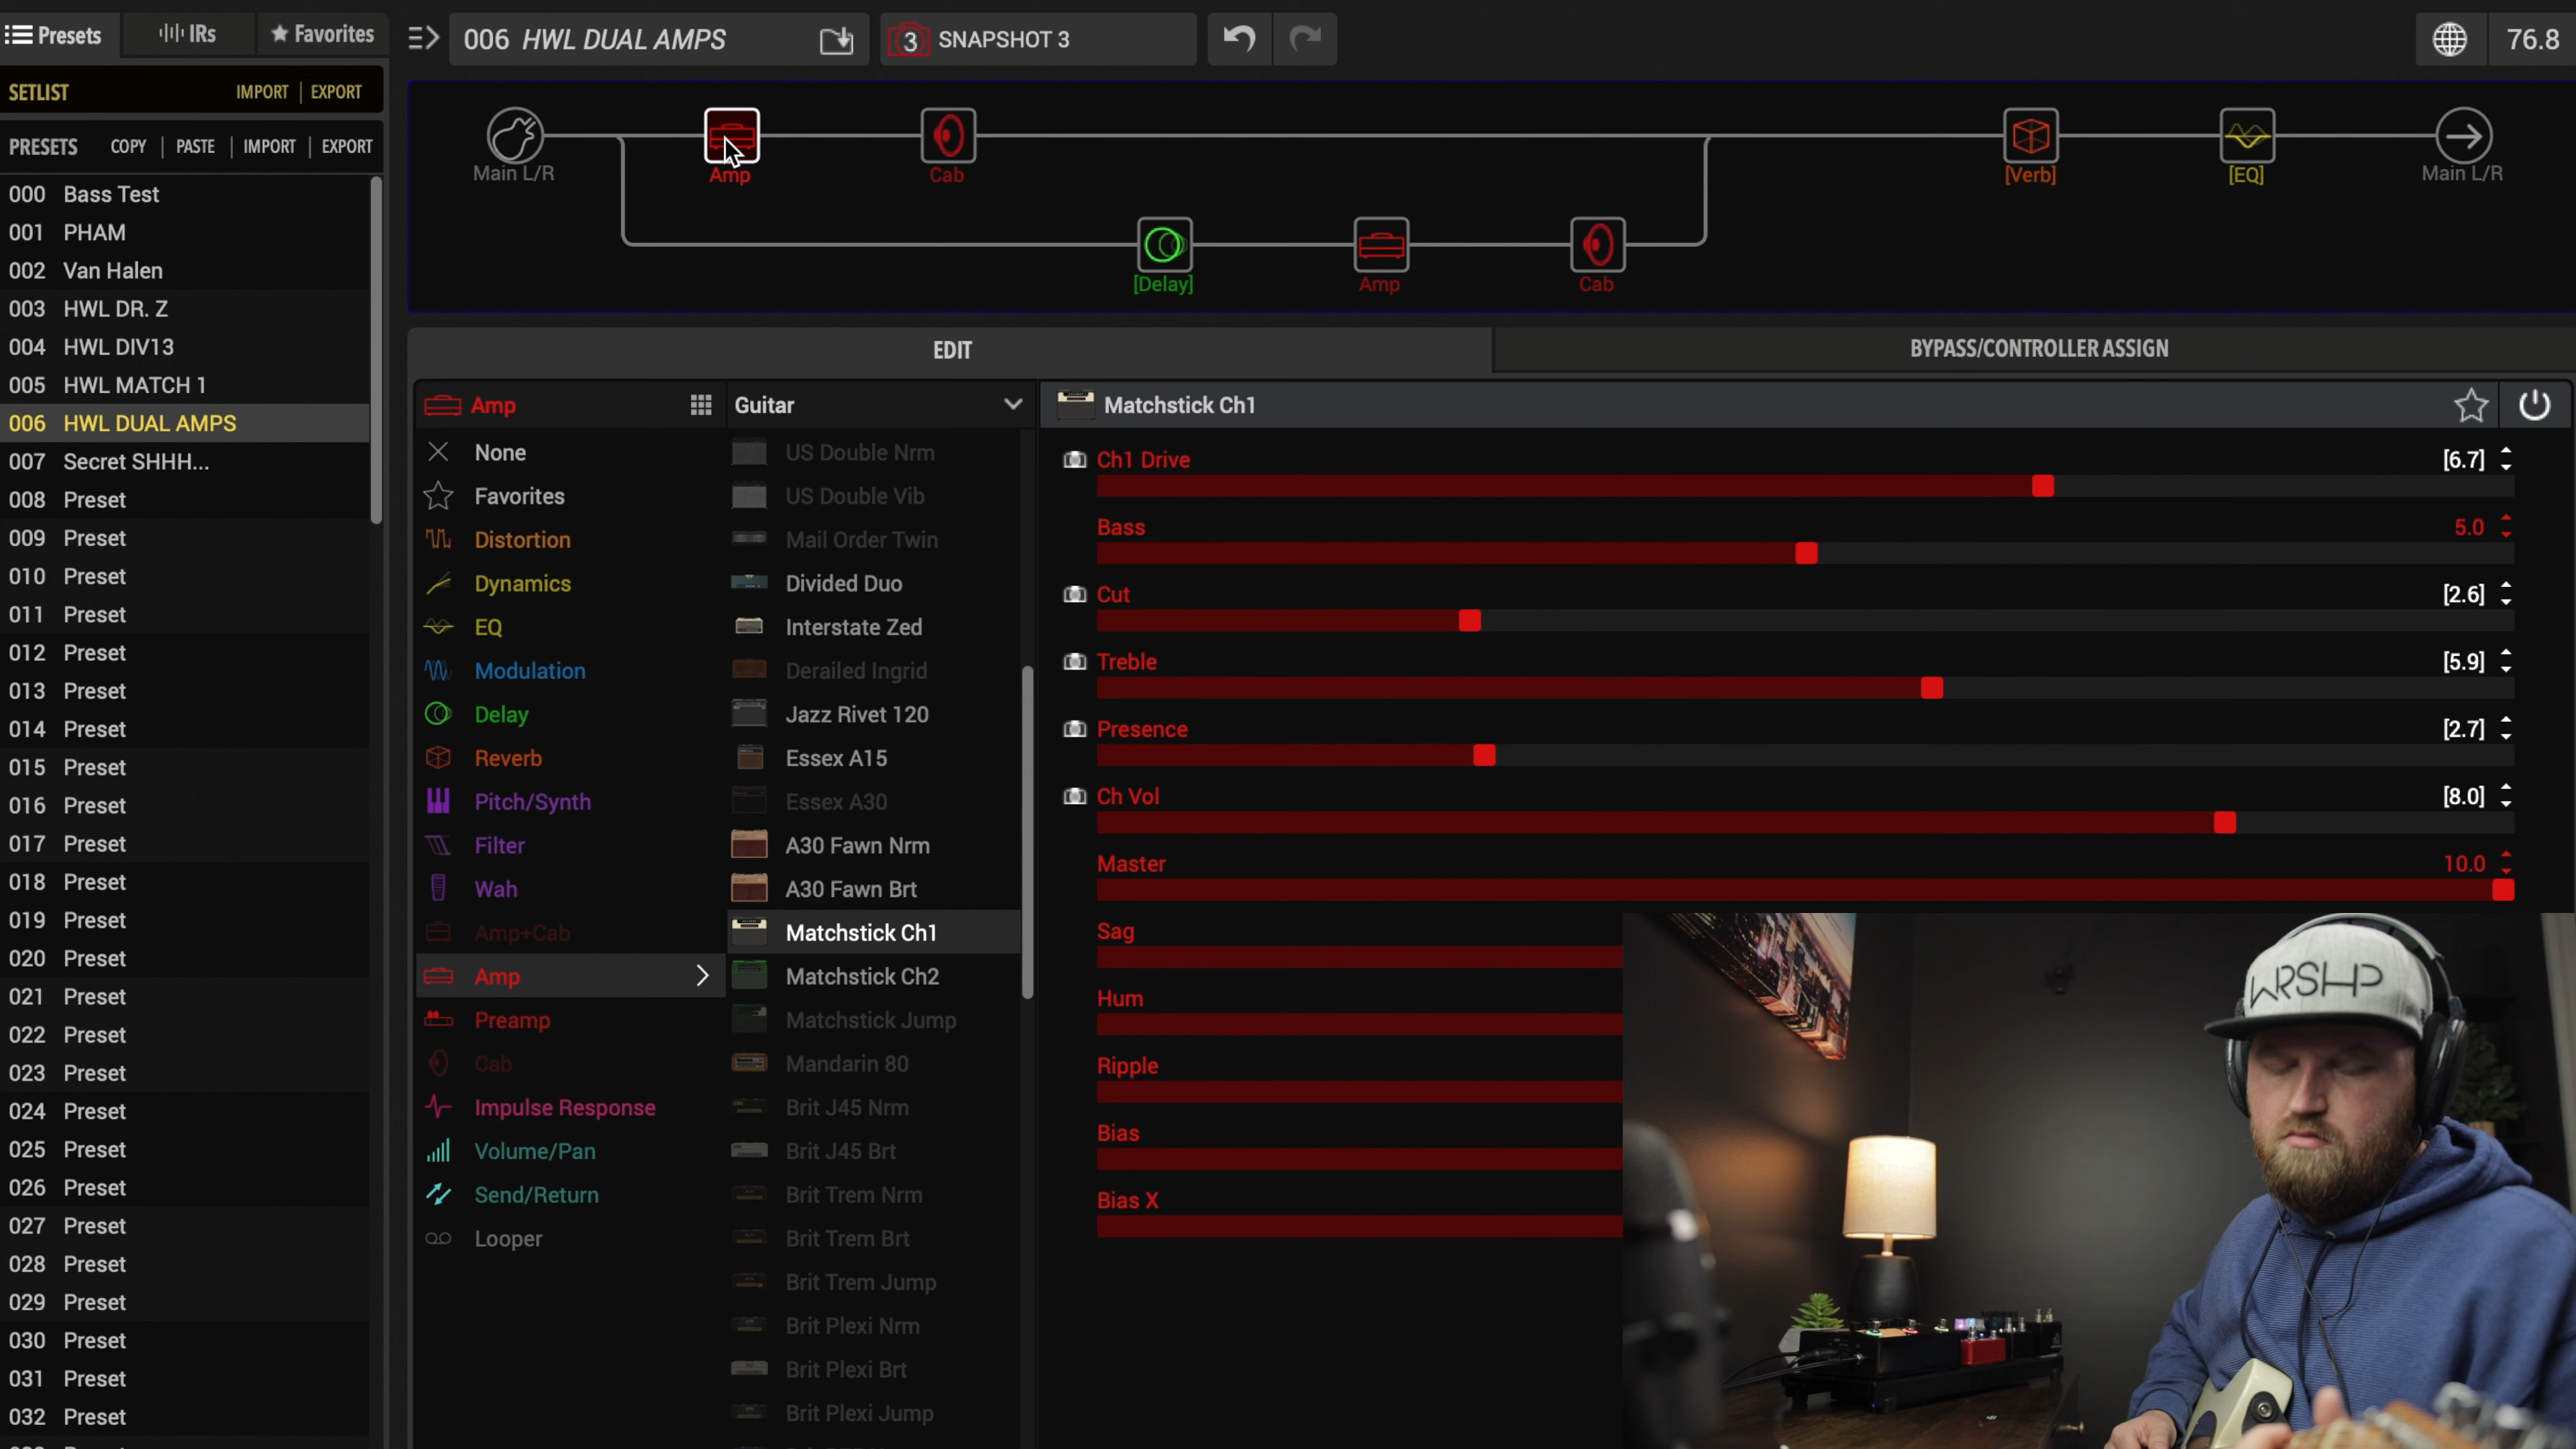 Presets IRs Favorites
006 HWL DUAL AMPS
3 SNAPSHOT 3
76.8
SETLIST IMPORT | EXPORT
PRESETS COPY | PASTE | IMPORT | EXPORT
000 Bass Test
001 PHAM
002 Van Halen
003 HWL DR. Z
004 HWL DIV13
005 HWL MATCH 1
006 HWL DUAL AMPS
007 Secret SHHH...
008 Preset
009 Preset
010 Preset
011 Preset
012 Preset
013 Preset
014 Preset
015 Preset
016 Preset
017 Preset
018 Preset
019 Preset
020 Preset
021 Preset
022 Preset
023 Preset
024 Preset
025 Preset
026 Preset
027 Preset
028 Preset
029 Preset
030 Preset
031 Preset
032 Preset
Main L/R
Amp
Cab
[Verb]
[EQ]
Main L/R
[Delay]
Amp
Cab
EDIT
BYPASS/CONTROLLER ASSIGN
Amp
None
Favorites
Distortion
Dynamics
EQ
Modulation
Delay
Reverb
Pitch/Synth
Filter
Wah
Amp+Cab
Amp
Preamp
Cab
Impulse Response
Volume/Pan
Send/Return
Looper
Guitar
US Double Nrm
US Double Vib
Mail Order Twin
Divided Duo
Interstate Zed
Derailed Ingrid
Jazz Rivet 120
Essex A15
Essex A30
A30 Fawn Nrm
A30 Fawn Brt
Matchstick Ch1
Matchstick Ch2
Matchstick Jump
Mandarin 80
Brit J45 Nrm
Brit J45 Brt
Brit Trem Nrm
Brit Trem Brt
Brit Trem Jump
Brit Plexi Nrm
Brit Plexi Brt
Brit Plexi Jump
Matchstick Ch1
Ch1 Drive [6.7]
Bass 5.0
Cut [2.6]
Treble [5.9]
Presence [2.7]
Ch Vol [8.0]
Master 10.0
Sag
Hum
Ripple
Bias
Bias X
WRSHP